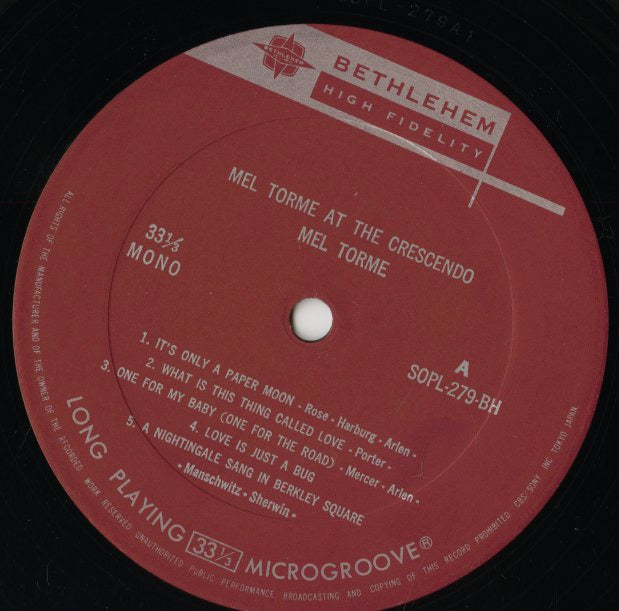 SOPL-279A1
BETHLEHEM
BETHLEHEM
HIGH FIDELITY
MEL TORME AT THE CRESCENDO
MEL TORME
33⅓
MONO
A
SOPL-279-BH
1. IT'S ONLY A PAPER MOON - Rose - Harburg - Arlen -
2. WHAT IS THIS THING CALLED LOVE - Porter -
3. ONE FOR MY BABY (ONE FOR THE ROAD) - Mercer - Arlen -
4. LOVE IS JUST A BUG
5. A NIGHTINGALE SANG IN BERKLEY SQUARE
- Manschwitz - Sherwin -
LONG PLAYING 33⅓ MICROGROOVE®
ALL RIGHTS OF THE MANUFACTURER AND OF THE OWNER OF THE RECORDED WORK RESERVED UNAUTHORIZED PUBLIC PERFORMANCE BROADCASTING AND COPYING OF THIS RECORD PROHIBITED. CBS/SONY INC TOKYO JAPAN